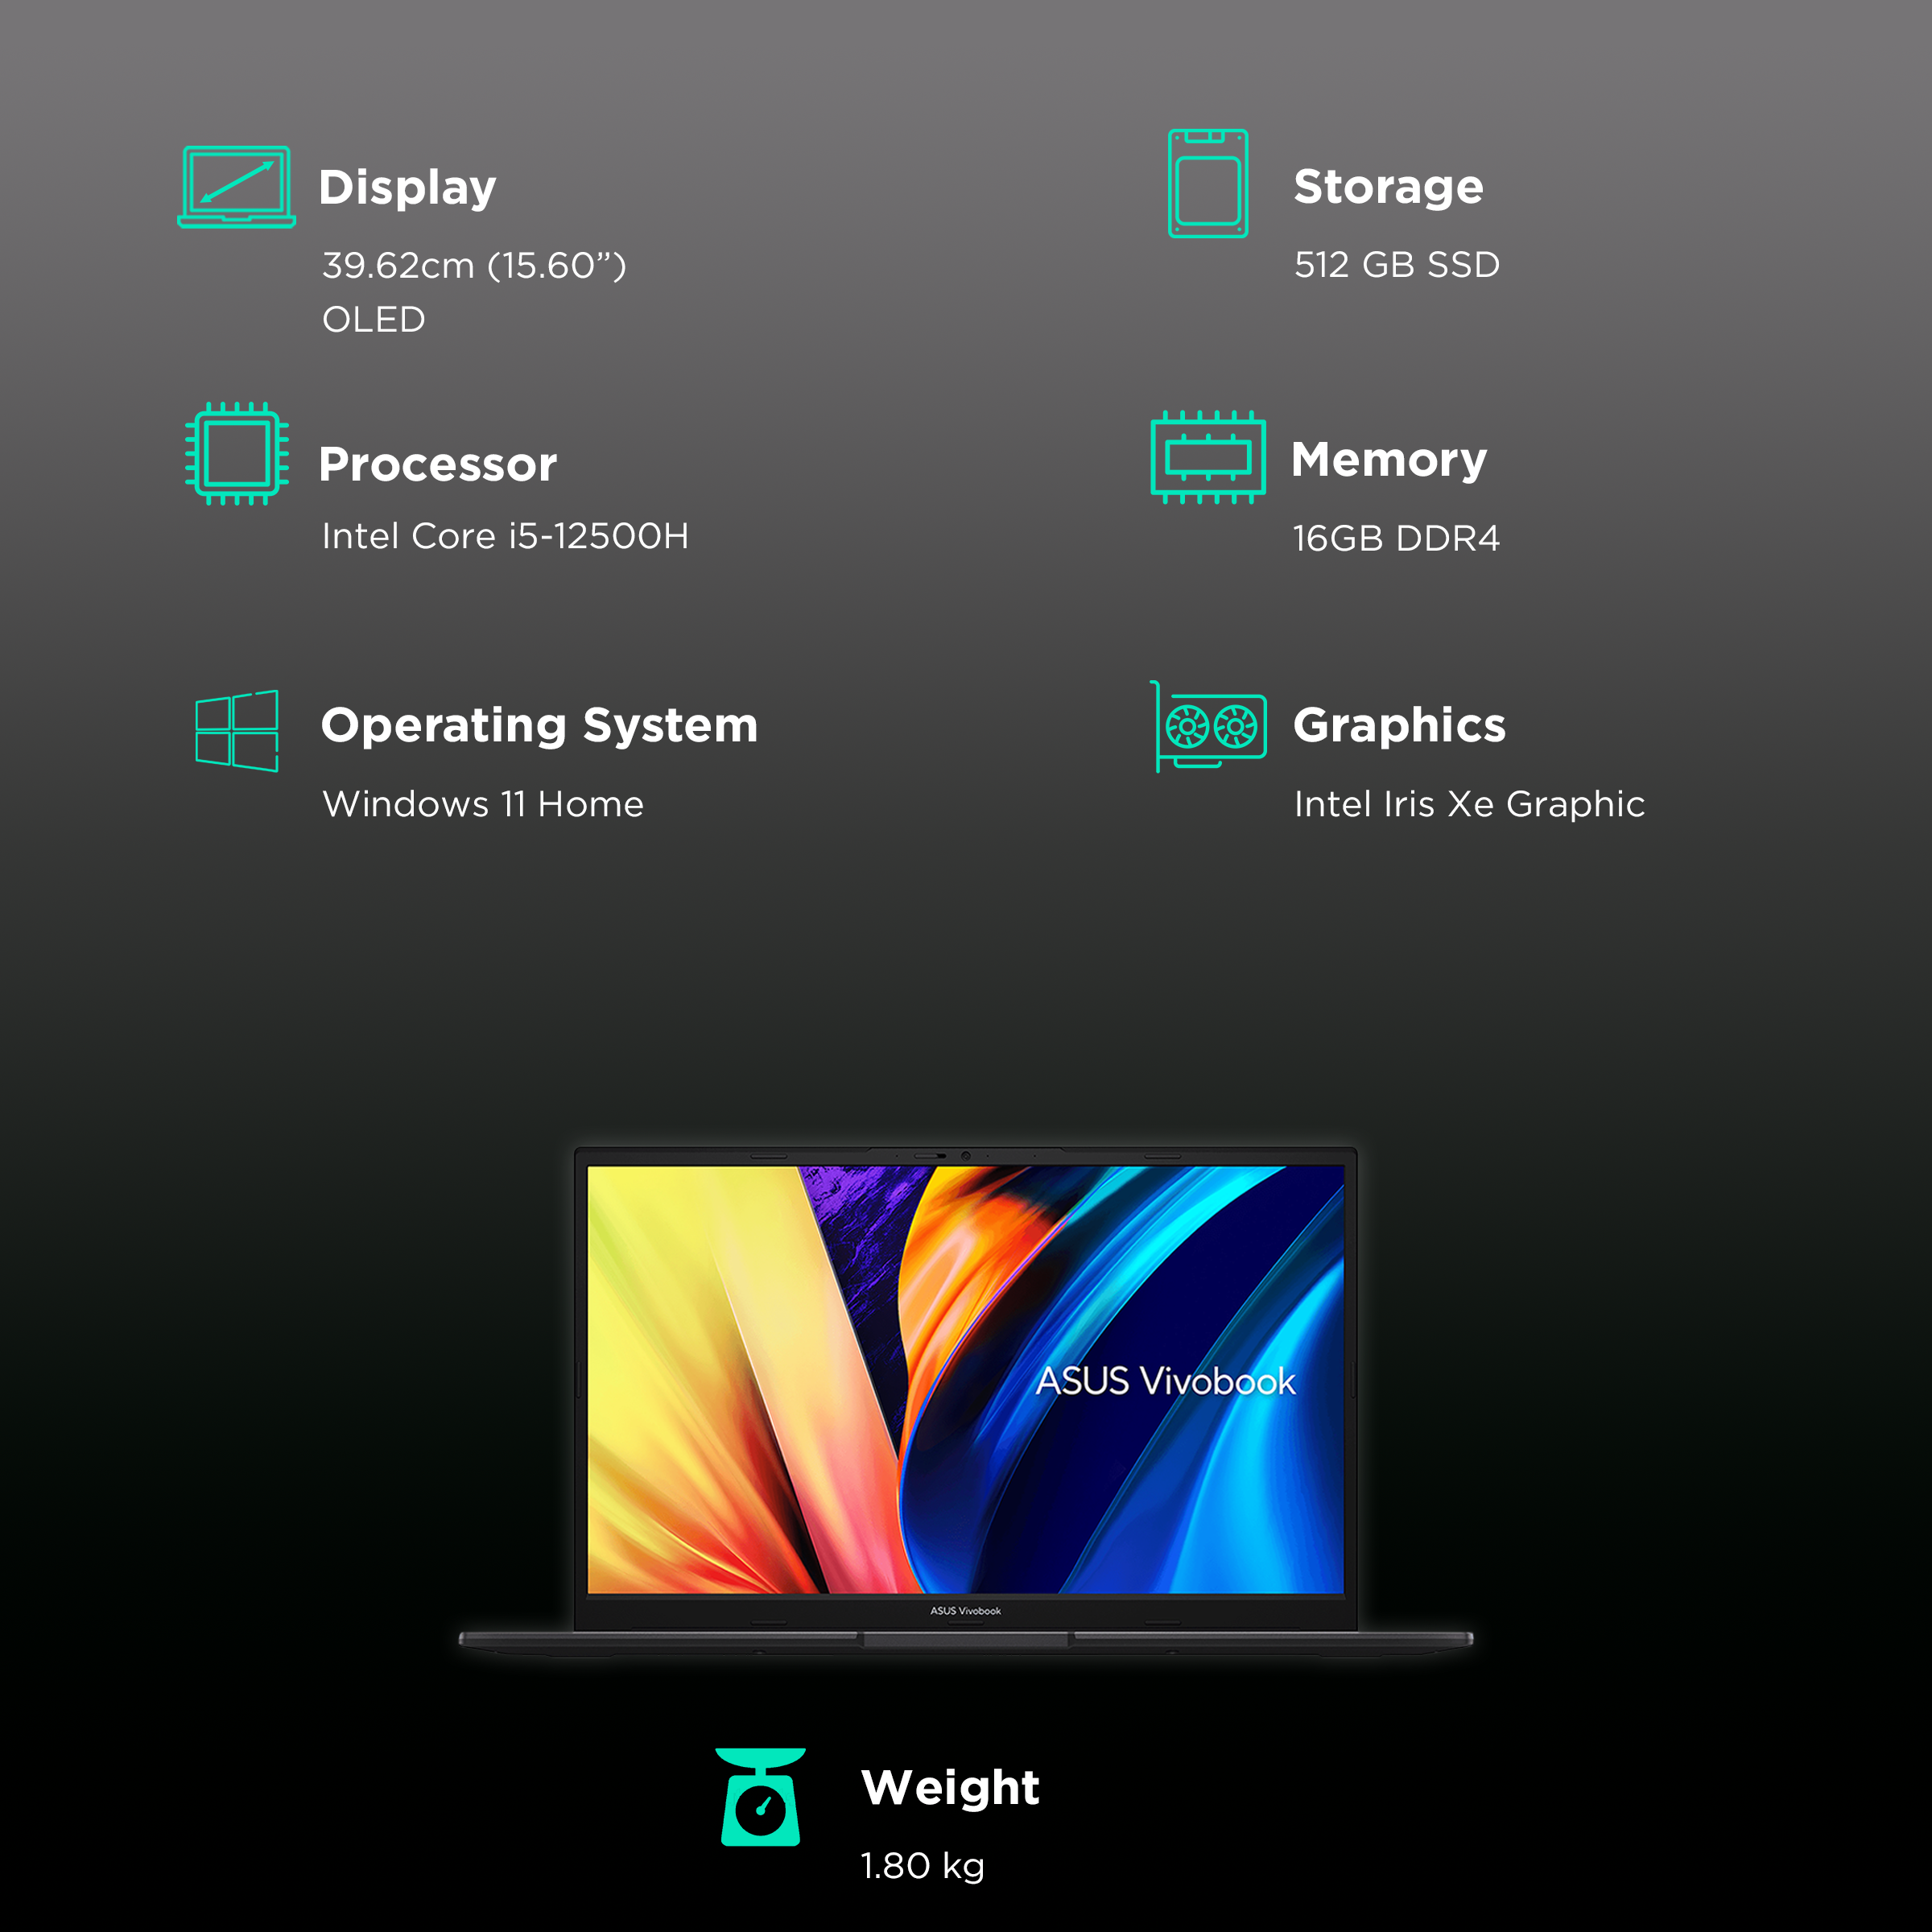 Display
39.62cm (15.60”)
OLED
Storage
512 GB SSD
Processor
Intel Core i5-12500H
Memory
16GB DDR4
Operating System
Windows 11 Home
Graphics
Intel Iris Xe Graphic
ASUS Vivobook
ASUS Vivobook
Weight
1.80 kg